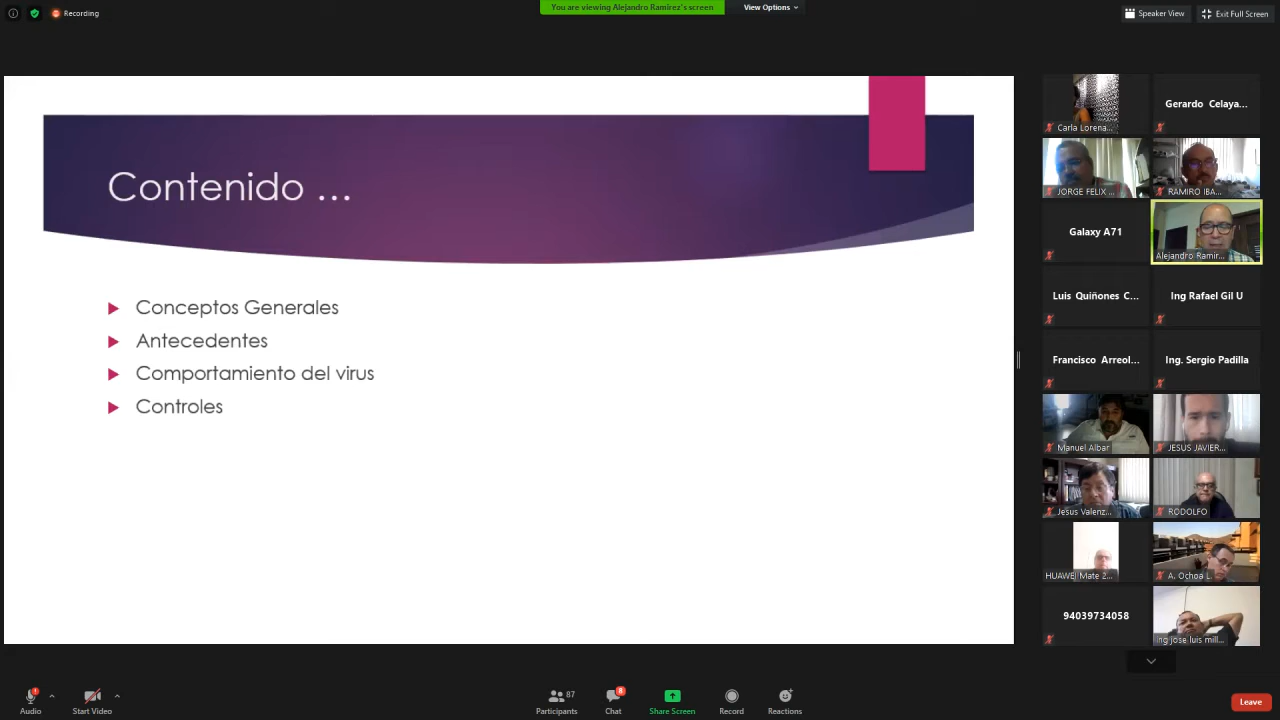 Recording
You are viewing Alejandro Ramirez's screen
View Options
Speaker View
Exit Full Screen
Contenido ...
Conceptos Generales
Antecedentes
Comportamiento del virus
Controles
Carla Lorena...
Gerardo Celaya...
JORGE FELIX ...
RAMIRO IBA...
Galaxy A71
Alejandro Ramir...
Luis Quiñones C...
Ing Rafael Gil U
Francisco Arreol...
Ing. Sergio Padilla
Manuel Albar
JESUS JAVIER...
Jesus Valenz...
RODOLFO
HUAWEI Mate 2...
A. Ochoa L.
94039734058
Ing jose luis mill...
Audio
Start Video
87
Participants
8
Chat
Share Screen
Record
Reactions
Leave